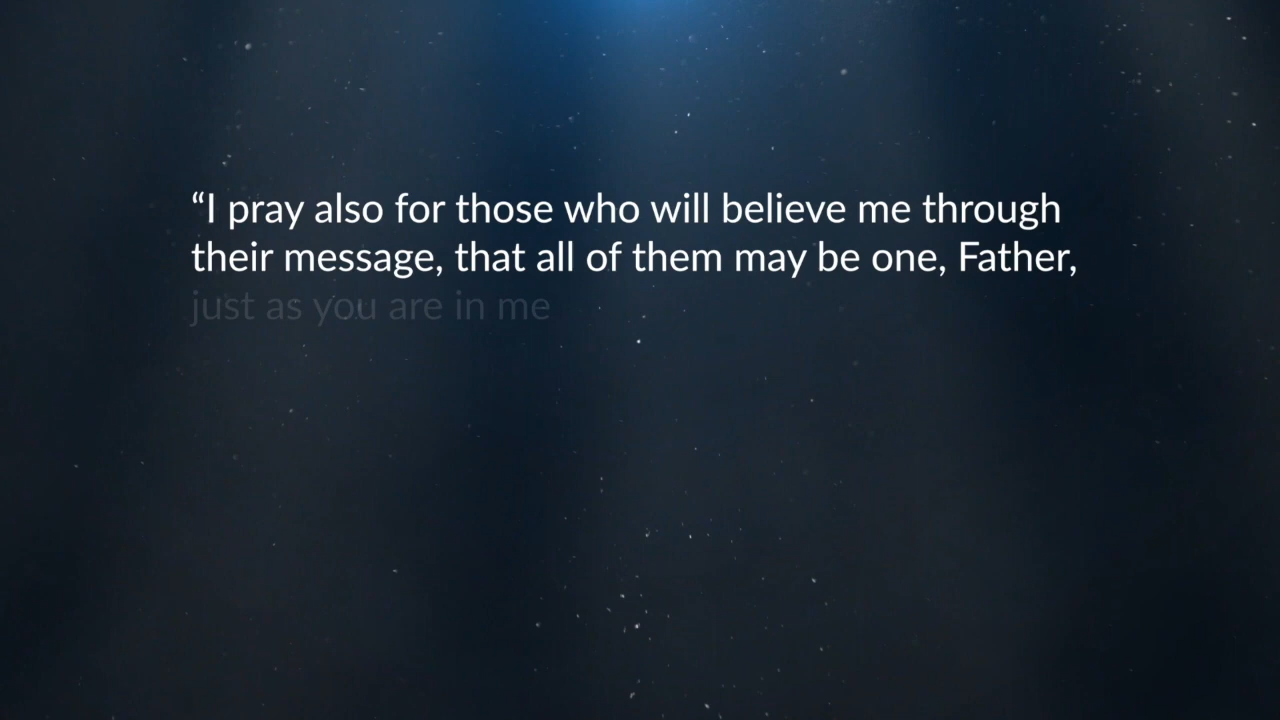 “I pray also for those who will believe me through
their message, that all of them may be one, Father,
just as you are in me